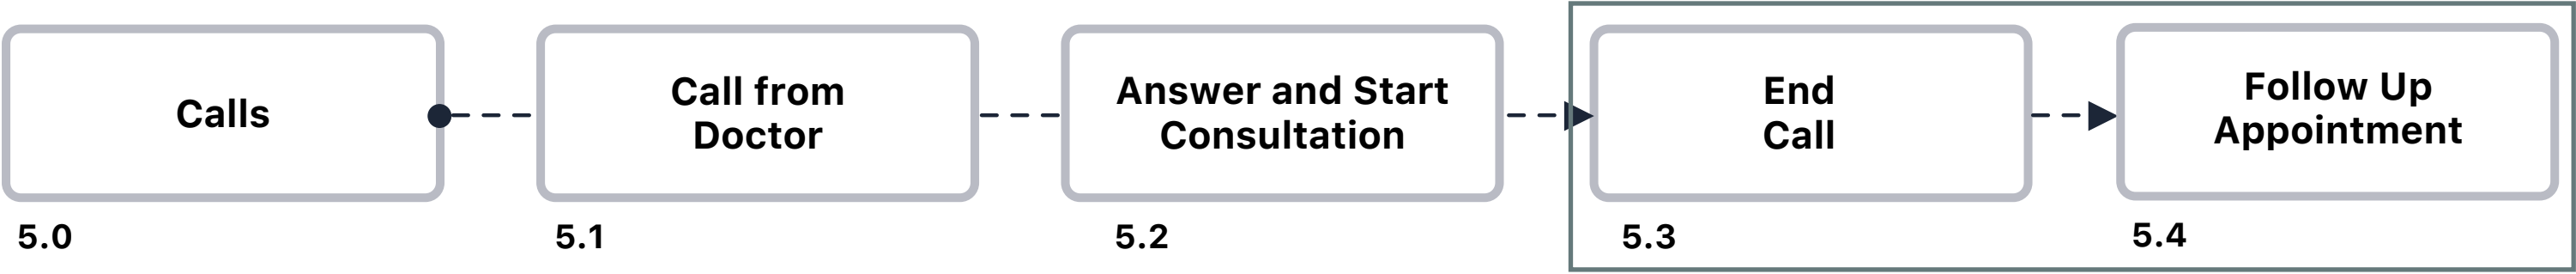 Calls
Call from
Doctor
Answer and Start
Consultation
End
Call
Follow Up
Appointment
5.0
5.1
5.2
5.3
5.4